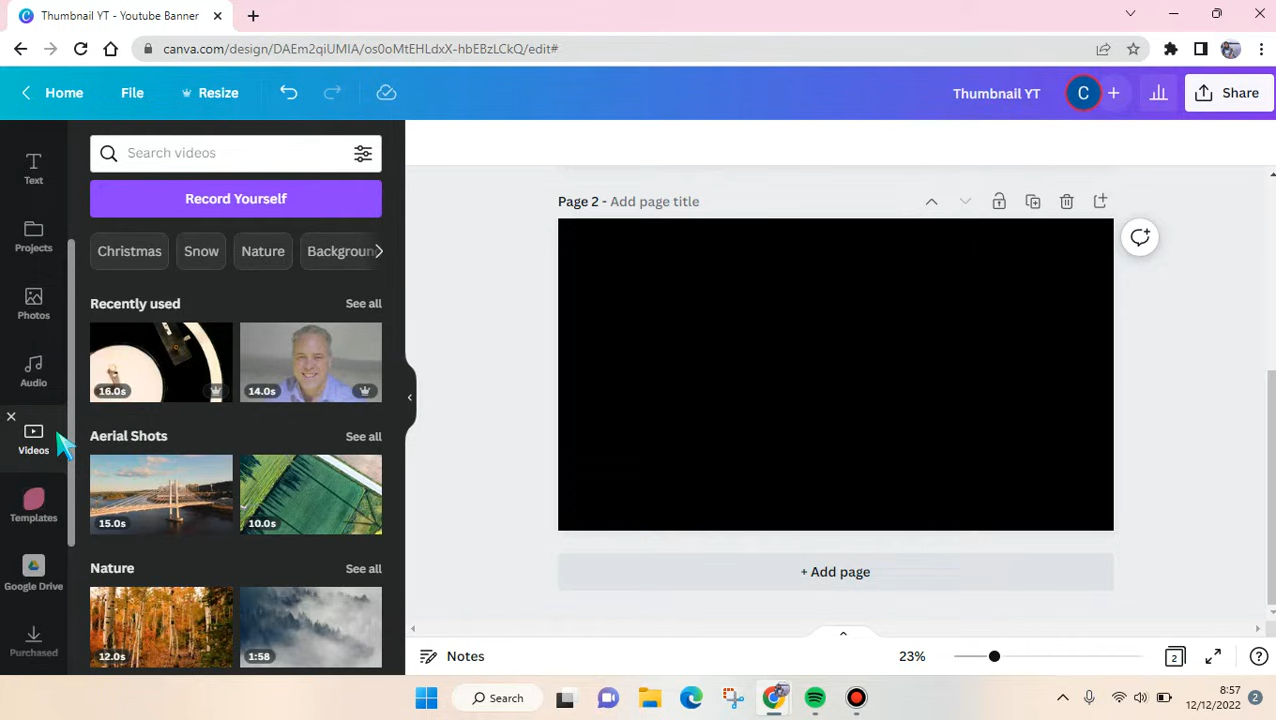 Thumbnail YT - Youtube Banner
canva.com/design/DAEm2qiUMIA/os0oMtEHLdxX-hbEBzLCkQ/edit#
Home File Resize Thumbnail YT C Share
Text
Projects
Photos
Audio
Videos
Templates
Google Drive
Purchased
Search videos
Record Yourself
Christmas Snow Nature Backgroun
Recently used See all
16.0s 14.0s
Aerial Shots See all
15.0s 10.0s
Nature See all
12.0s 1:58
Page 2 - Add page title
+ Add page
Notes 23% 2
Search
8:57
12/12/2022 2